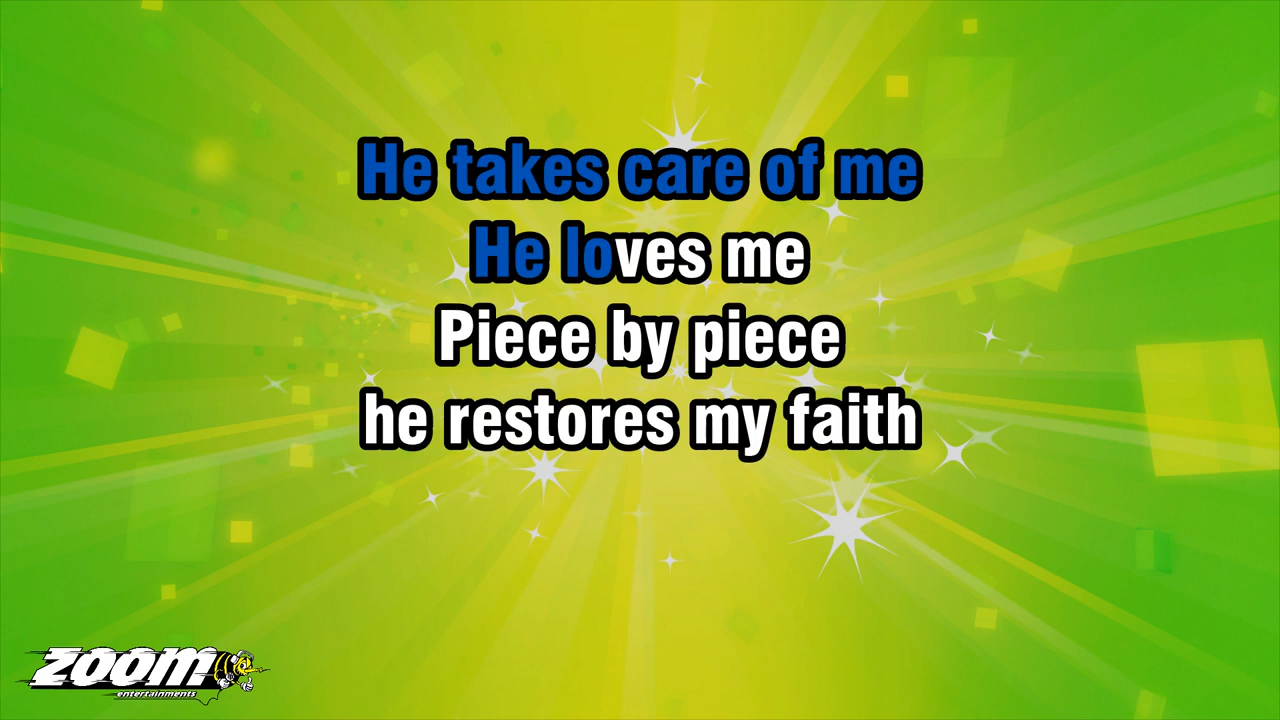 He takes care of me
He loves me
Piece by piece
he restores my faith
ZOOM
entertainments